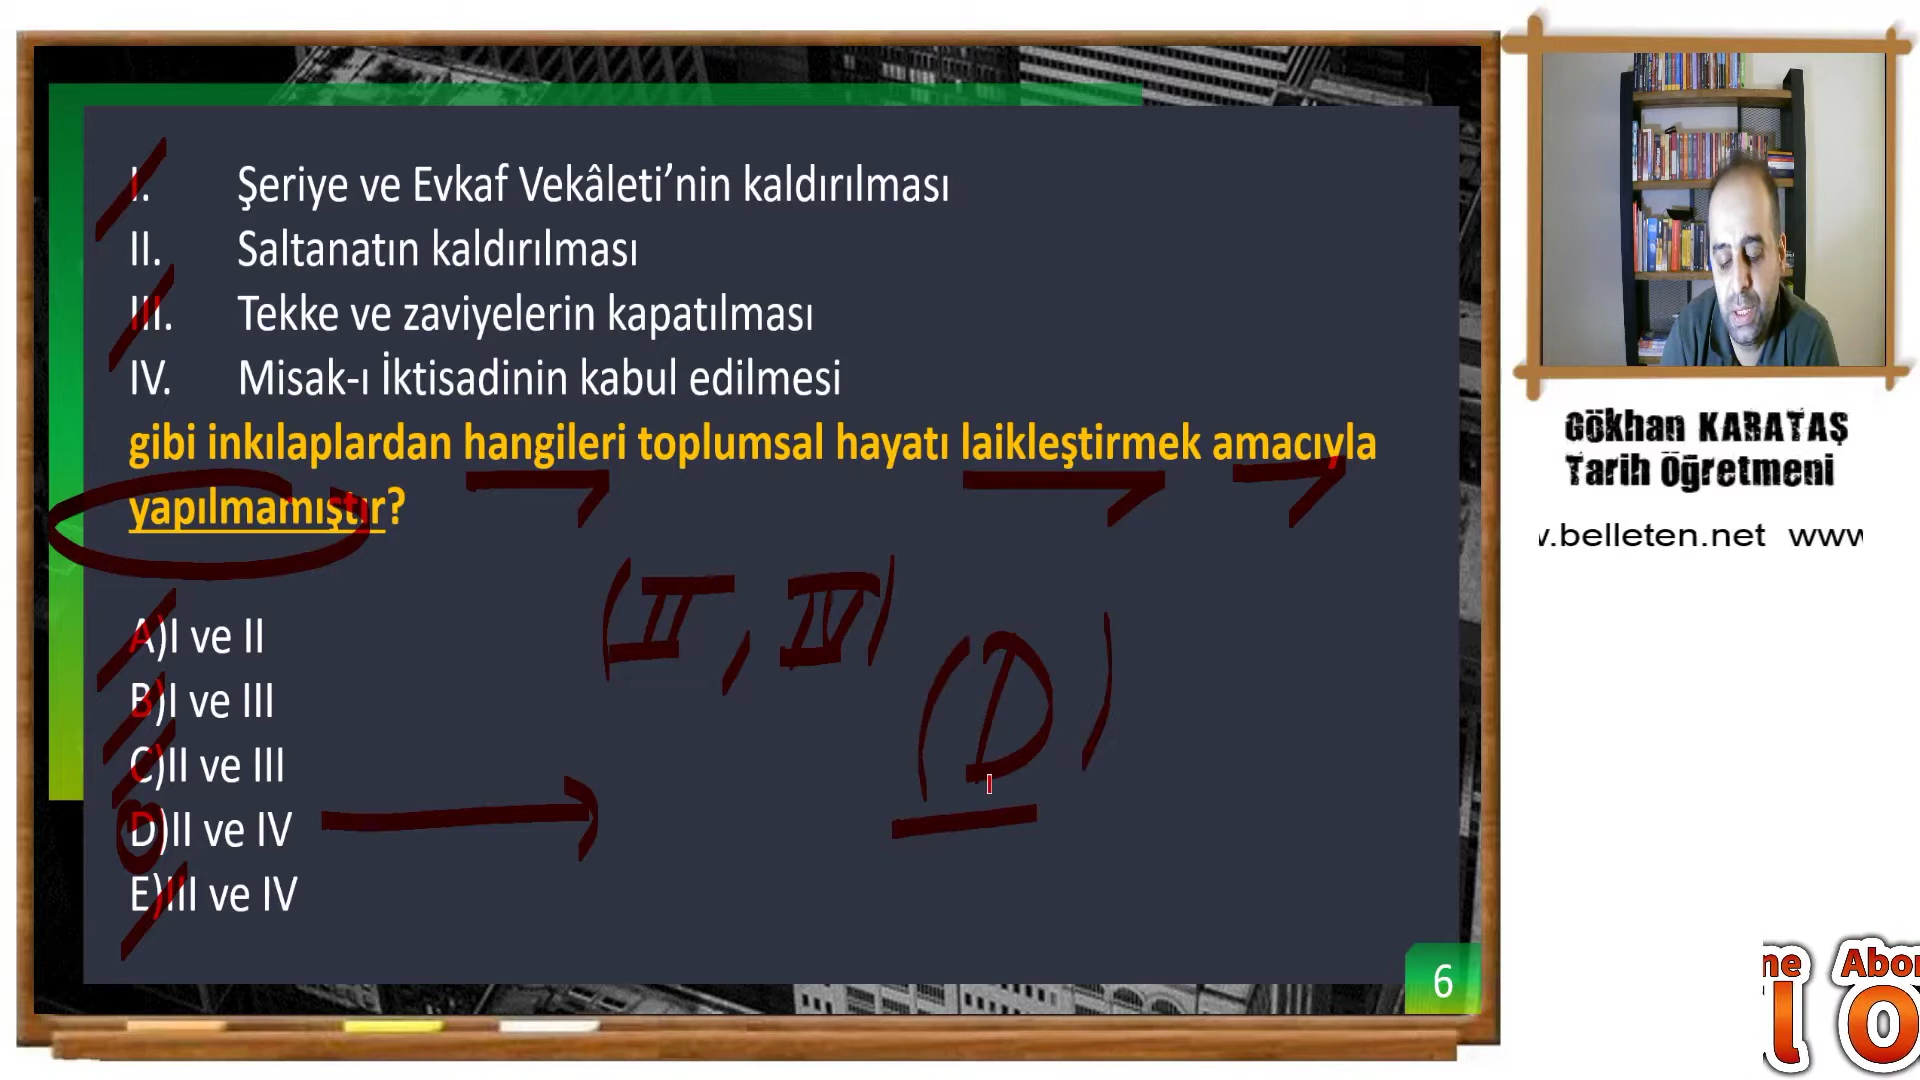 I. Şeriye ve Evkaf Vekâleti’nin kaldırılması
II. Saltanatın kaldırılması
III. Tekke ve zaviyelerin kapatılması
IV. Misak-ı İktisadinin kabul edilmesi
gibi inkılaplardan hangileri toplumsal hayatı laikleştirmek amacıyla
yapılmamıştır?
(II, IV)
(D)
A)I ve II
B)I ve III
C)II ve III
D)II ve IV
E)III ve IV
6
Gökhan KARATAŞ
Tarih Öğretmeni
.belleten.net www
ne Abon